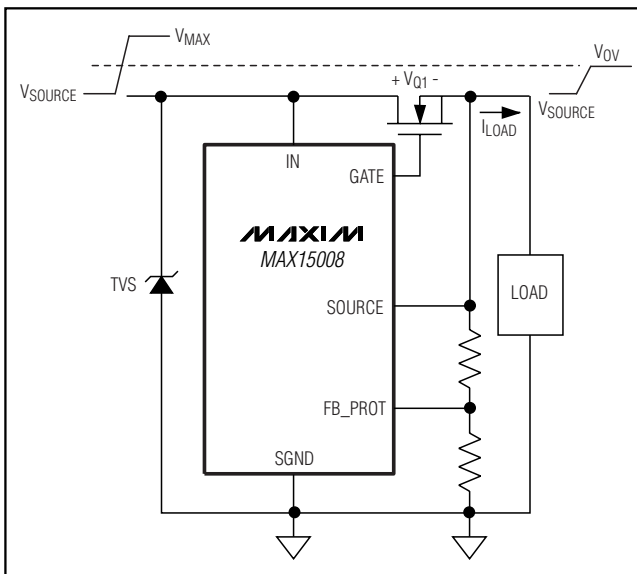 VMAX
VOV
VSOURCE
+ VQ1 -
VSOURCE
ILOAD
IN
GATE
MAXIM
MAX15008
TVS
SOURCE
LOAD
FB_PROT
SGND